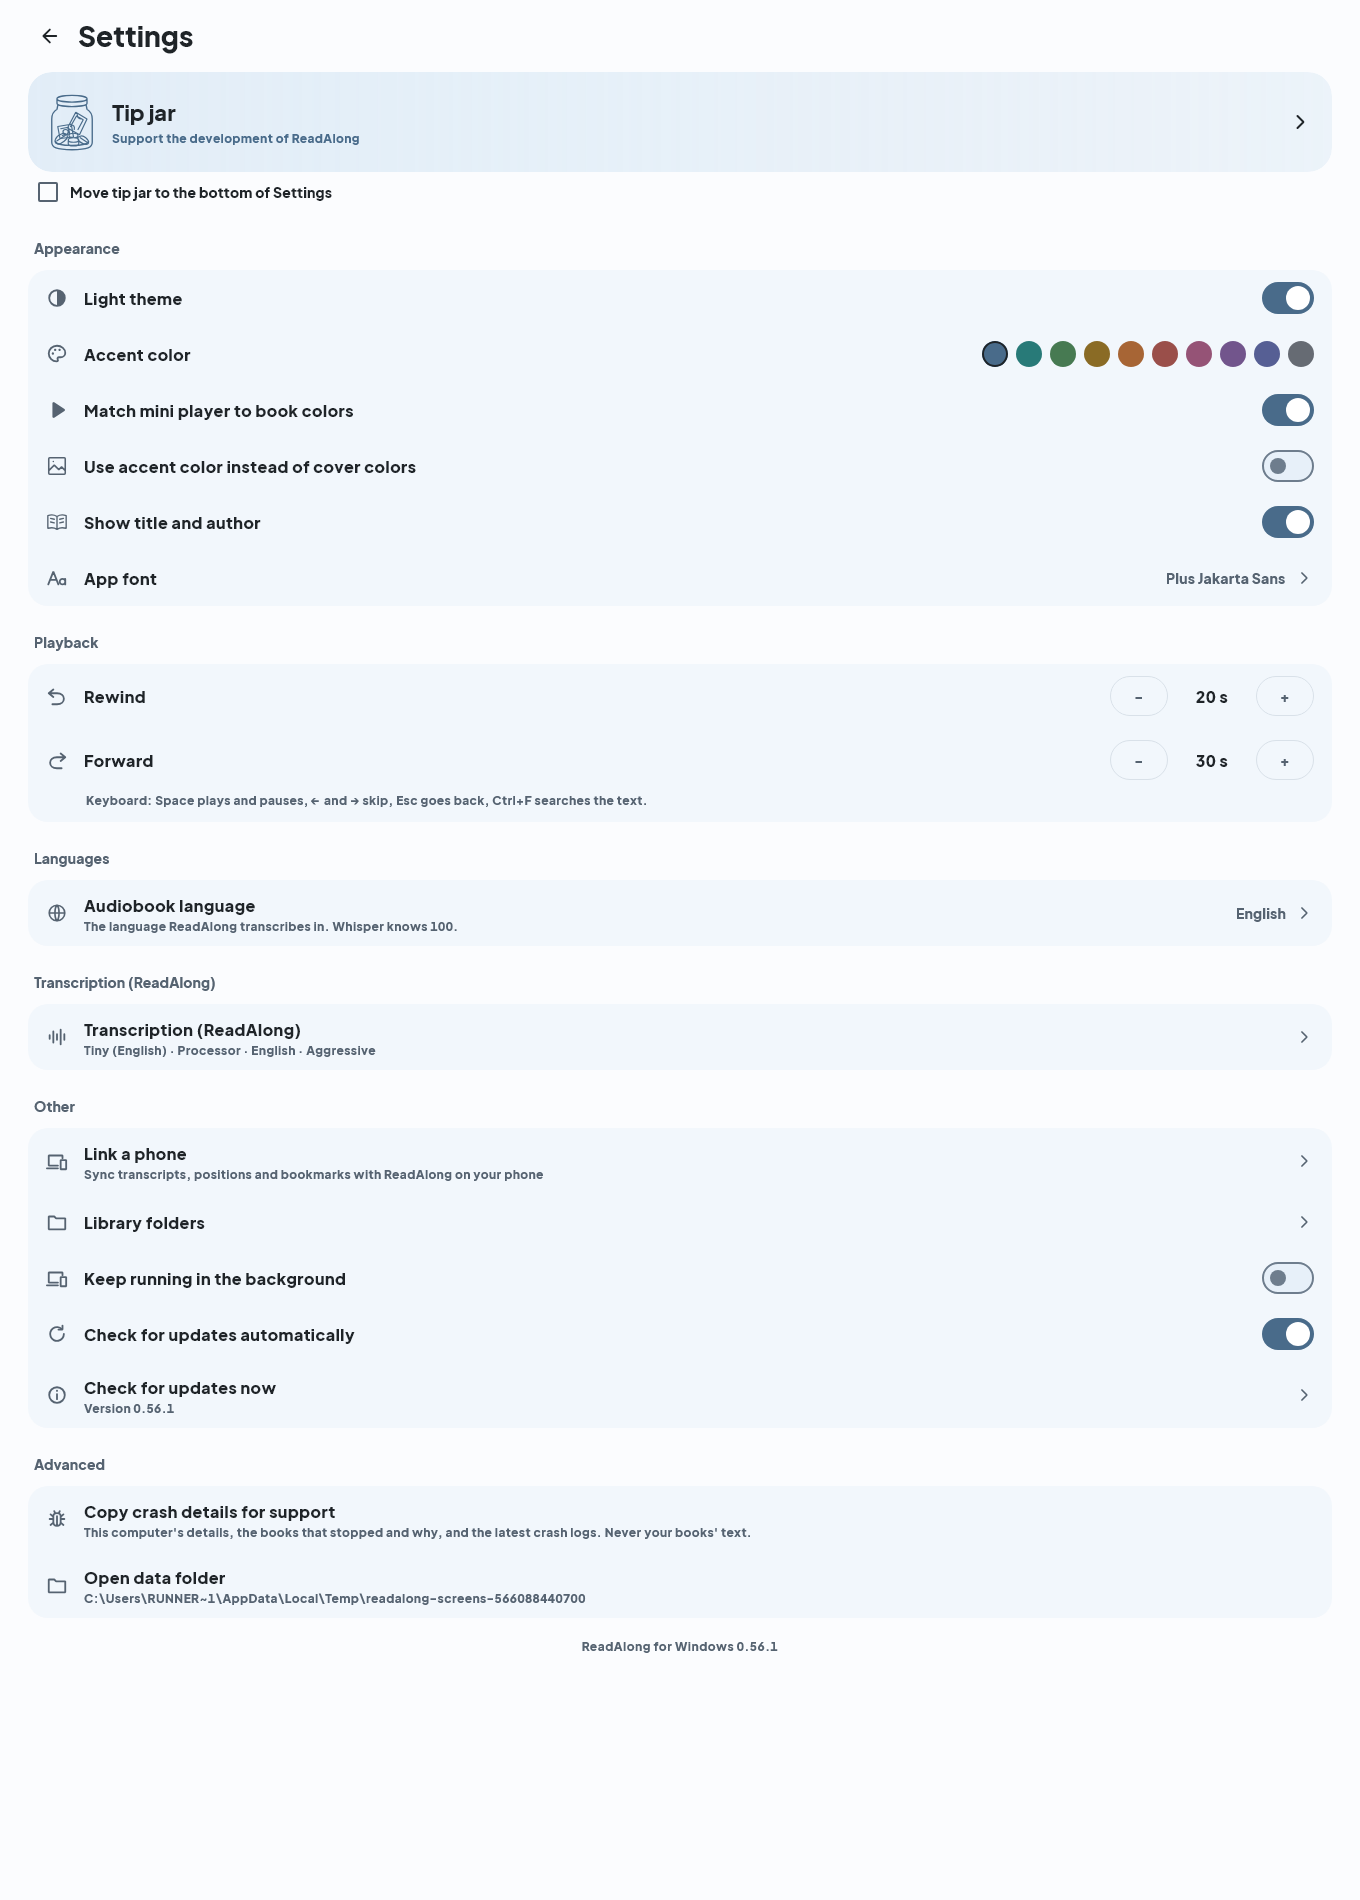 Settings
Tip jar
Support the development of ReadAlong
Move tip jar to the bottom of Settings
Appearance
Light theme
Accent color
Match mini player to book colors
Use accent color instead of cover colors
Show title and author
Aa App font Plus Jakarta Sans
Playback
Rewind - 20 s +
Forward - 30 s +
Keyboard: Space plays and pauses, ← and → skip, Esc goes back, Ctrl+F searches the text.
Languages
Audiobook language
The language ReadAlong transcribes in. Whisper knows 100.
English
Transcription (ReadAlong)
Transcription (ReadAlong)
Tiny (English) · Processor · English · Aggressive
Other
Link a phone
Sync transcripts, positions and bookmarks with ReadAlong on your phone
Library folders
Keep running in the background
Check for updates automatically
Check for updates now
Version 0.56.1
Advanced
Copy crash details for support
This computer's details, the books that stopped and why, and the latest crash logs. Never your books' text.
Open data folder
C:\Users\RUNNER~1\AppData\Local\Temp\readalong-screens-566088440700
ReadAlong for Windows 0.56.1